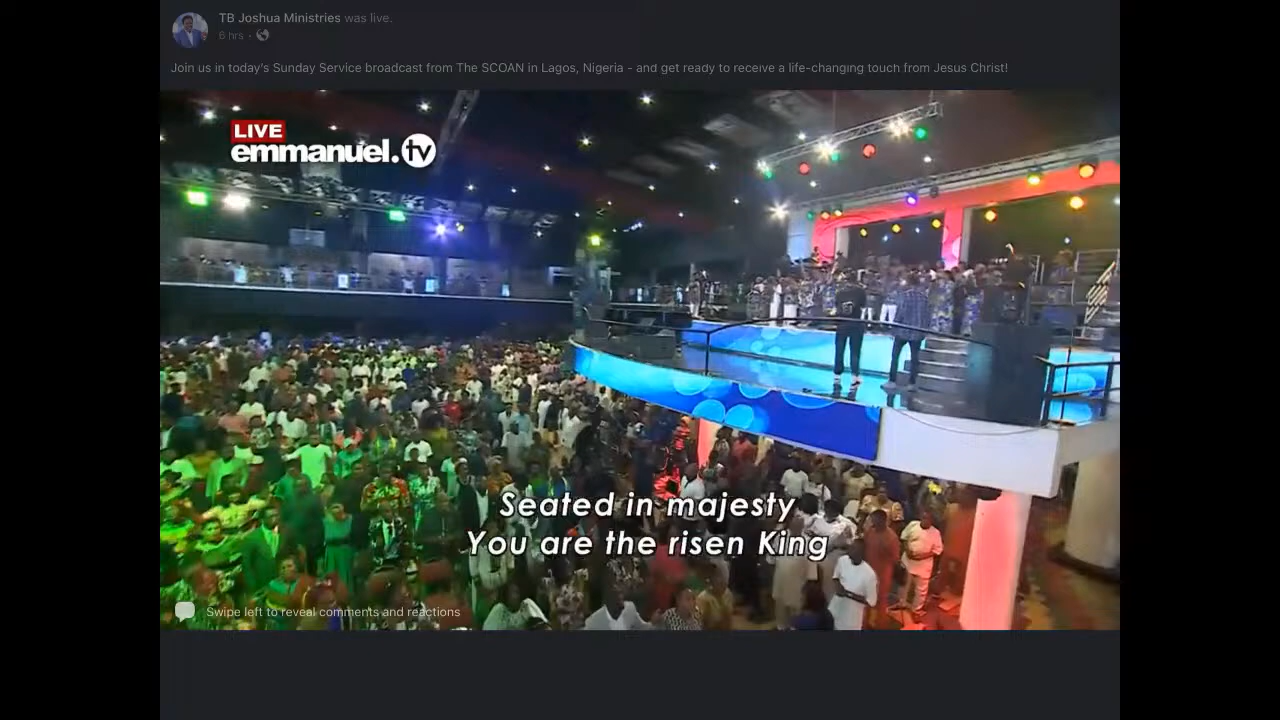 TB Joshua Ministries was live.
6 hrs ·
Join us in today's Sunday Service broadcast from The SCOAN in Lagos, Nigeria - and get ready to receive a life-changing touch from Jesus Christ!
LIVE
emmanuel.tv
Seated in majesty
You are the risen King
Swipe left to reveal comments and reactions